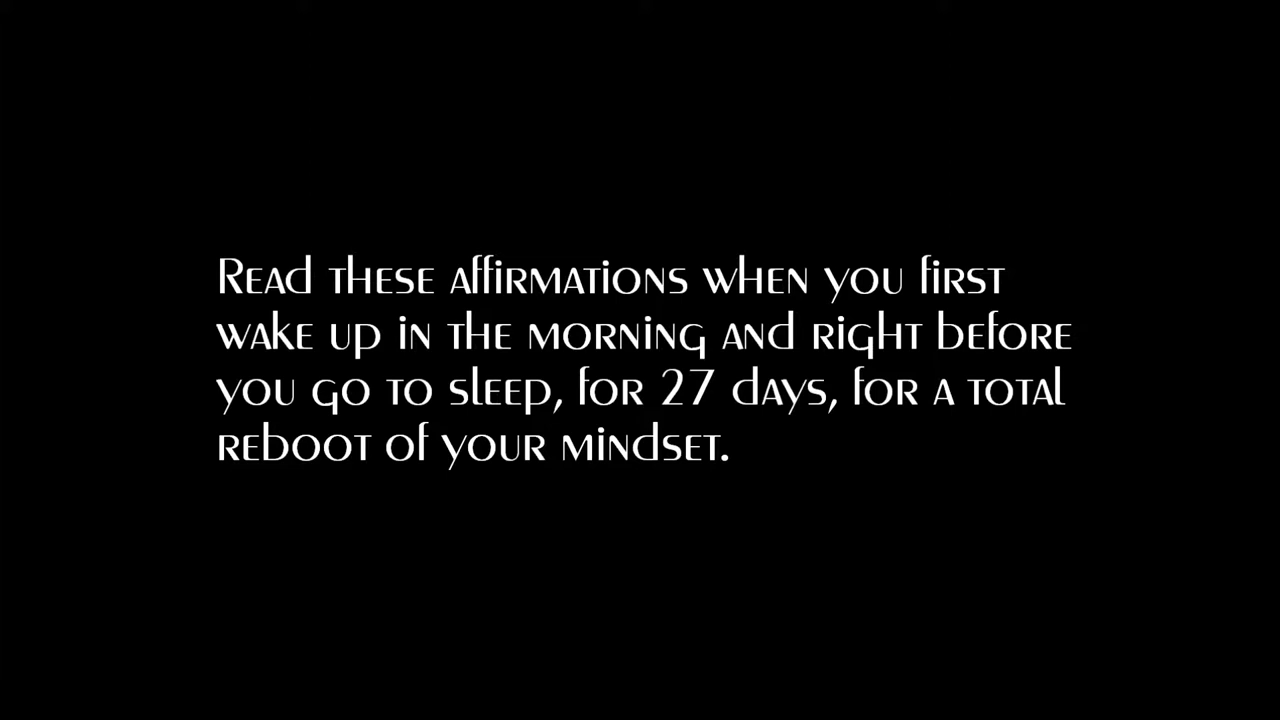 Read these affirmations when you first
wake up in the morning and right before
you go to sleep, for 27 days, for a total
reboot of your mindset.